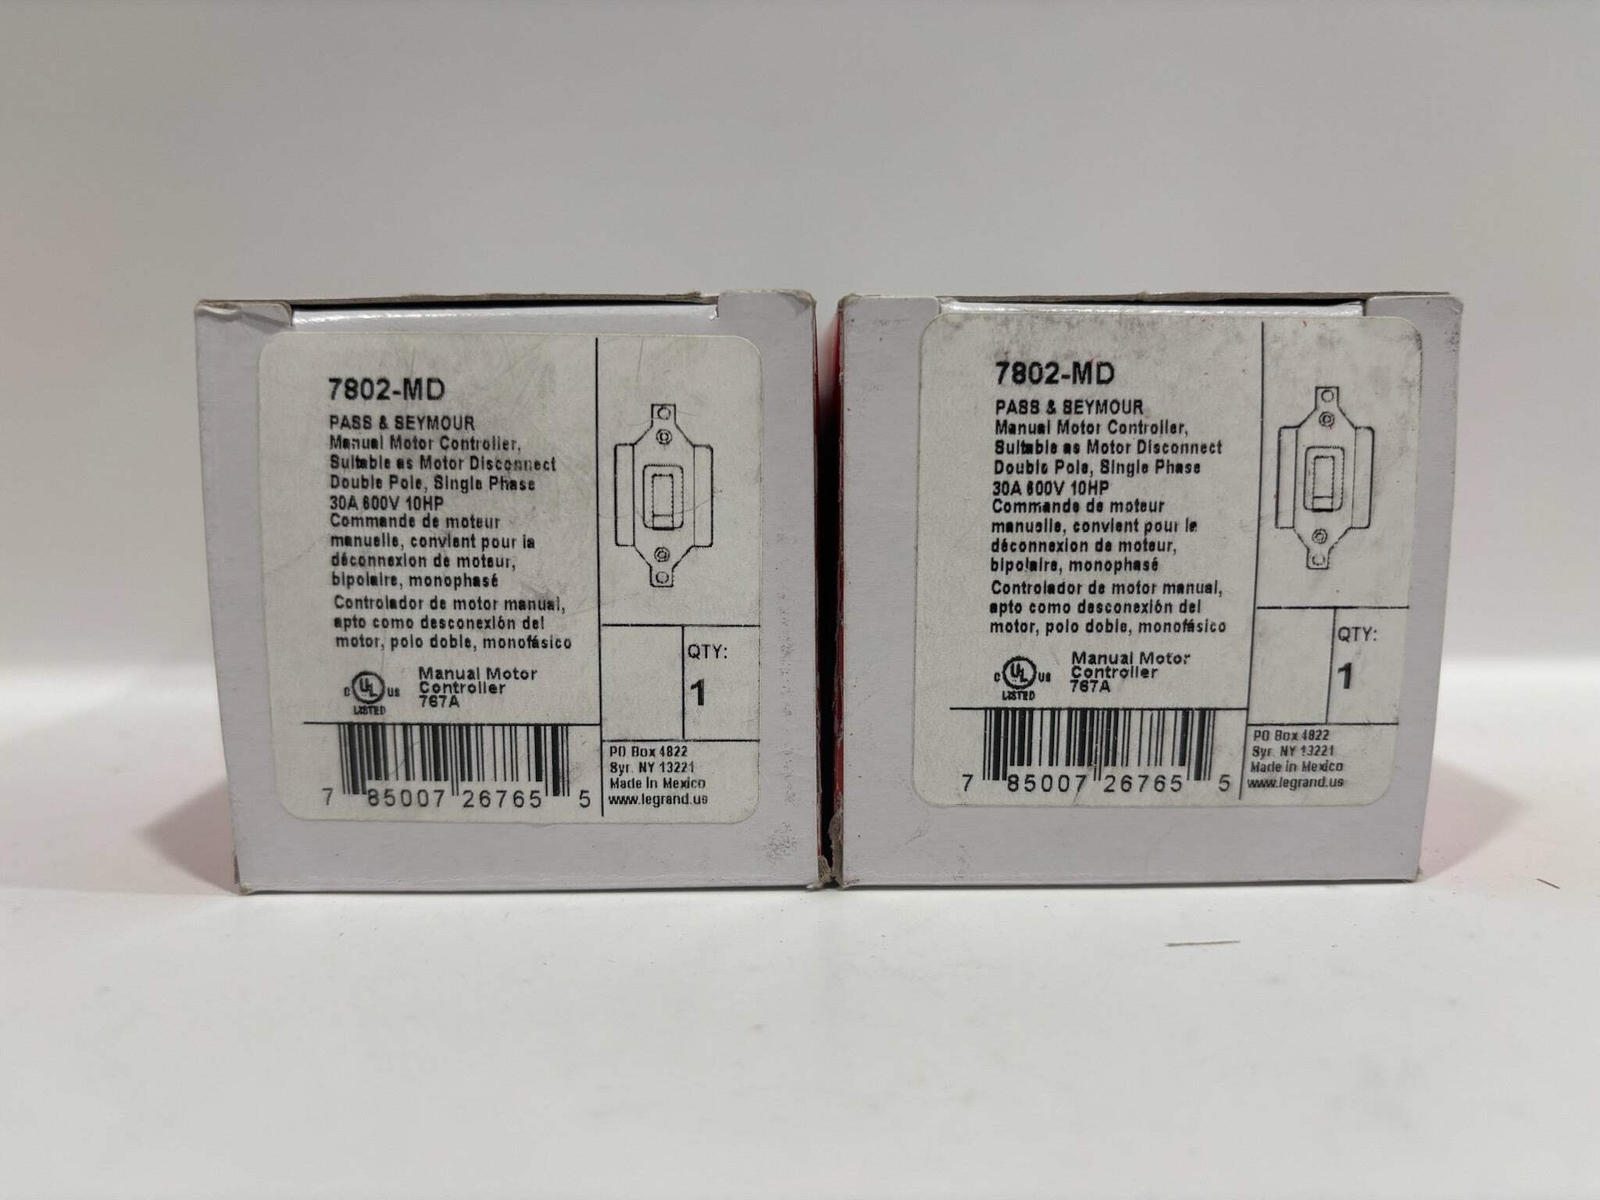 7802-MD
PASS & SEYMOUR
Manual Motor Controller,
Suitable as Motor Disconnect
Double Pole, Single Phase
30A 600V 10HP
Commande de moteur
manuelle, convient pour la
déconnexion de moteur,
bipolaire, monophasé
Controlador de motor manual,
apto como desconexión del
motor, polo doble, monofásico
C UL US
LISTED
Manual Motor
Controller
767A
QTY:
1
7 85007 26765 5
PO Box 4822
Syr. NY 13221
Made in Mexico
www.legrand.us
7802-MD
PASS & SEYMOUR
Manual Motor Controller,
Suitable as Motor Disconnect
Double Pole, Single Phase
30A 600V 10HP
Commande de moteur
manuelle, convient pour la
déconnexion de moteur,
bipolaire, monophasé
Controlador de motor manual,
apto como desconexión del
motor, polo doble, monofásico
C UL US
LISTED
Manual Motor
Controller
767A
QTY:
1
7 85007 26765 5
PO Box 4822
Syr. NY 13221
Made in Mexico
www.legrand.us